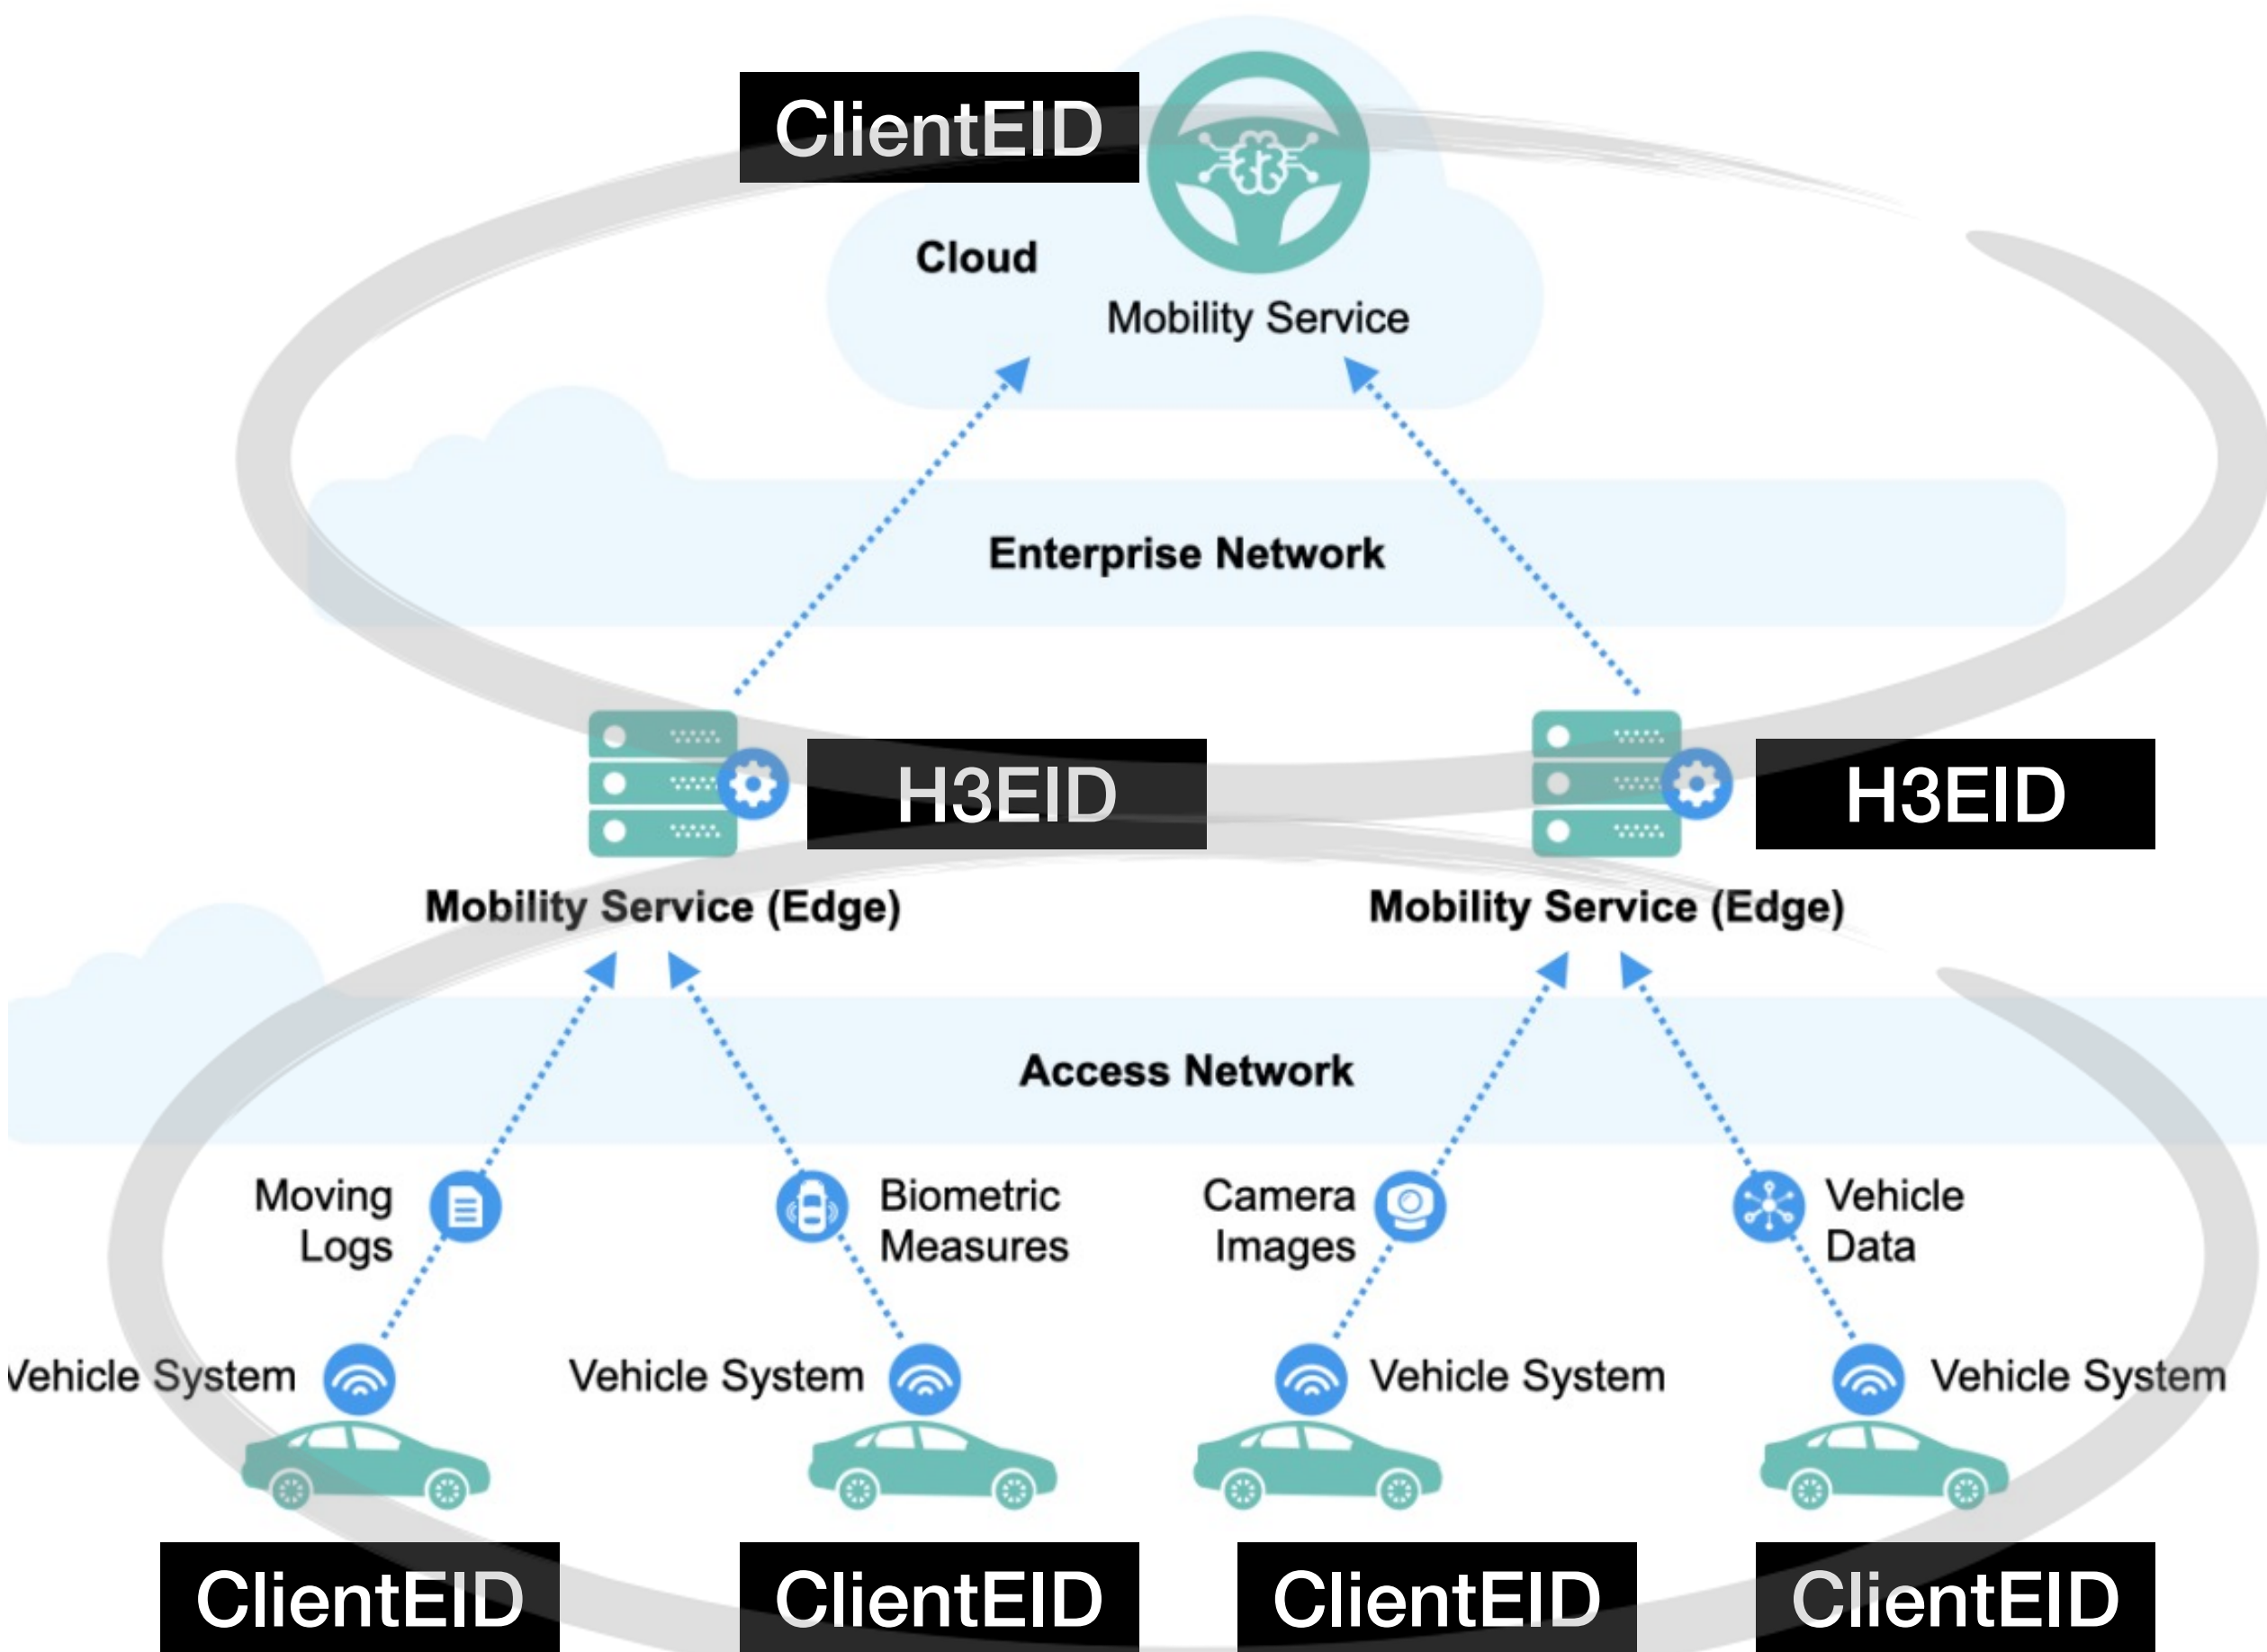 ClientEID
Cloud
Mobility Service
Enterprise Network
H3EID
H3EID
Mobility Service (Edge)
Mobility Service (Edge)
Access Network
Moving
Logs
Biometric
Measures
Camera
Images
Vehicle
Data
Vehicle System
Vehicle System
Vehicle System
Vehicle System
ClientEID
ClientEID
ClientEID
ClientEID